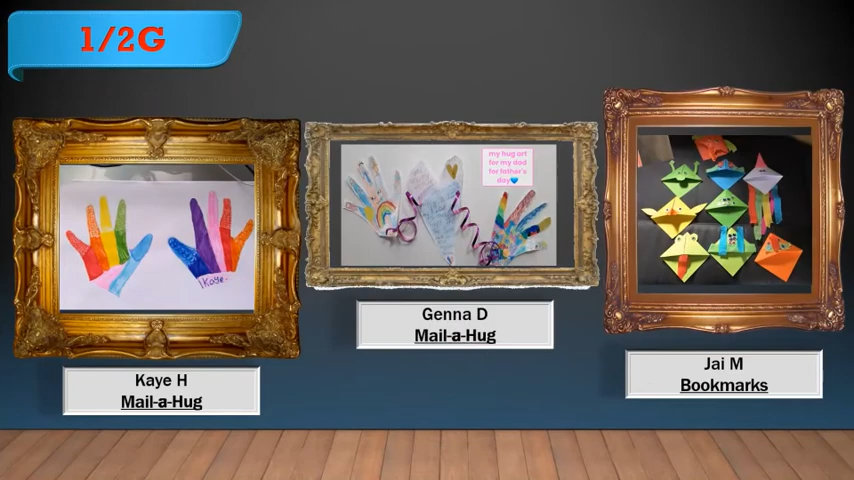 1/2G
my hug art
for my dad
for father's
day💙
Kaye.
Kaye H
Mail-a-Hug
Genna D
Mail-a-Hug
Jai M
Bookmarks